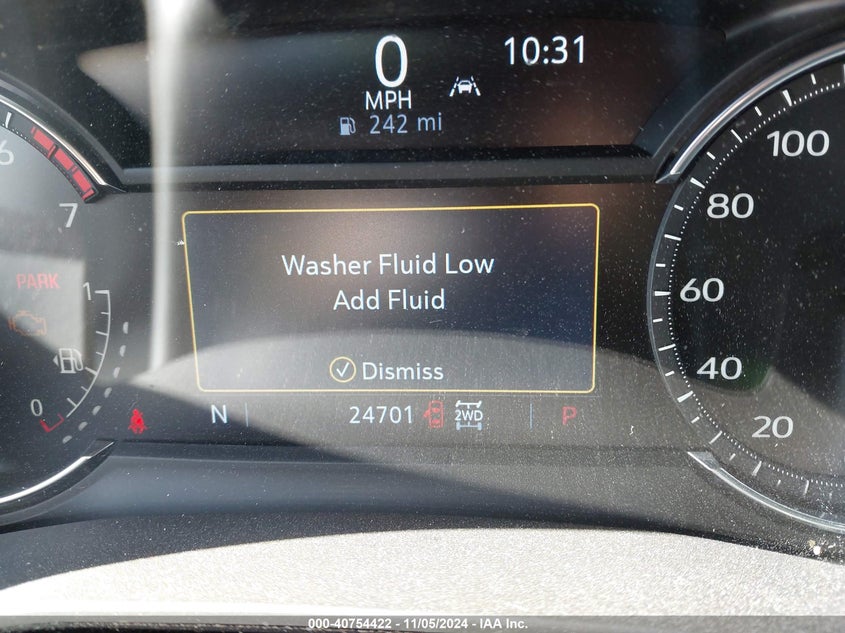 0
10:31
MPH
242 mi
6
7
100
80
60
40
20
Washer Fluid Low
Add Fluid
Dismiss
PARK
1
0
N
24701
2WD
P
000-40754422 - 11/05/2024 - IAA Inc.